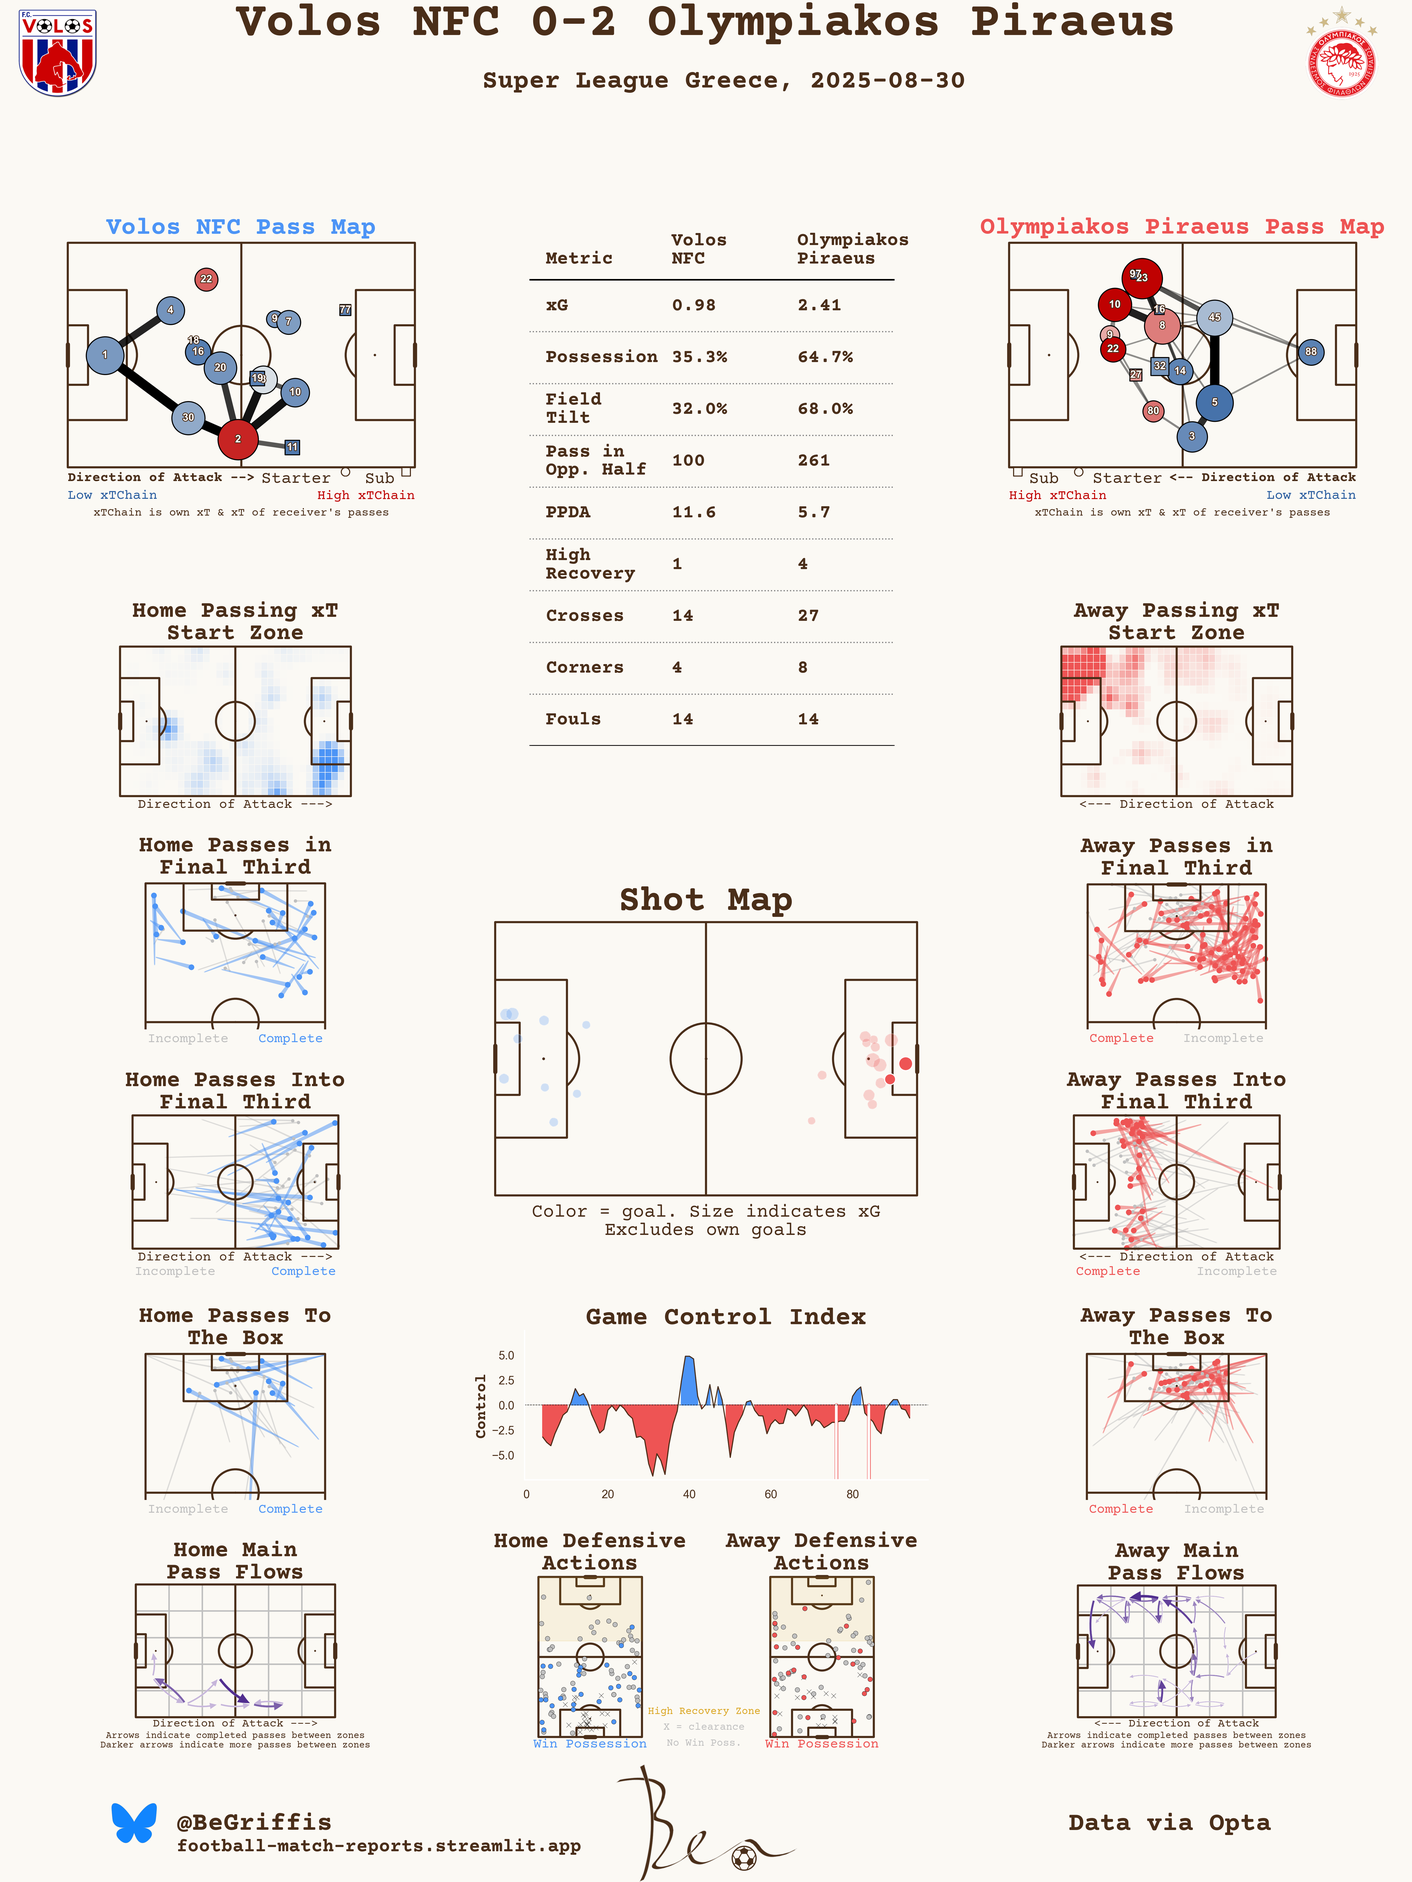 Volos NFC 0-2 Olympiakos Piraeus
Super League Greece, 2025-08-30
F.C.
VOLOS
Volos NFC Pass Map
22
4
9
7
77
18
1
16
20
19
10
30
2
11
Direction of Attack --> Starter Sub
Low xTChain High xTChain
xTChain is own xT & xT of receiver's passes
Metric Volos NFC Olympiakos Piraeus
xG 0.98 2.41
Possession 35.3% 64.7%
Field Tilt 32.0% 68.0%
Pass in Opp. Half 100 261
PPDA 11.6 5.7
High Recovery 1 4
Crosses 14 27
Corners 4 8
Fouls 14 14
Olympiakos Piraeus Pass Map
97
23
10
16
45
8
9
22
88
32
14
27
80
5
3
Sub Starter <-- Direction of Attack
High xTChain Low xTChain
xTChain is own xT & xT of receiver's passes
Home Passing xT
Start Zone
Direction of Attack --->
Away Passing xT
Start Zone
<--- Direction of Attack
Home Passes in
Final Third
Incomplete Complete
Away Passes in
Final Third
Complete Incomplete
Shot Map
Color = goal. Size indicates xG
Excludes own goals
Home Passes Into
Final Third
Direction of Attack --->
Incomplete Complete
Away Passes Into
Final Third
<--- Direction of Attack
Complete Incomplete
Home Passes To
The Box
Incomplete Complete
Game Control Index
Control
5.0
2.5
0.0
−2.5
−5.0
0 20 40 60 80
Away Passes To
The Box
Complete Incomplete
Home Main
Pass Flows
Direction of Attack --->
Arrows indicate completed passes between zones
Darker arrows indicate more passes between zones
Home Defensive
Actions
Win Possession
High Recovery Zone
X = clearance
No Win Poss.
Away Defensive
Actions
Win Possession
Away Main
Pass Flows
<--- Direction of Attack
Arrows indicate completed passes between zones
Darker arrows indicate more passes between zones
@BeGriffis
football-match-reports.streamlit.app
Ben
Data via Opta